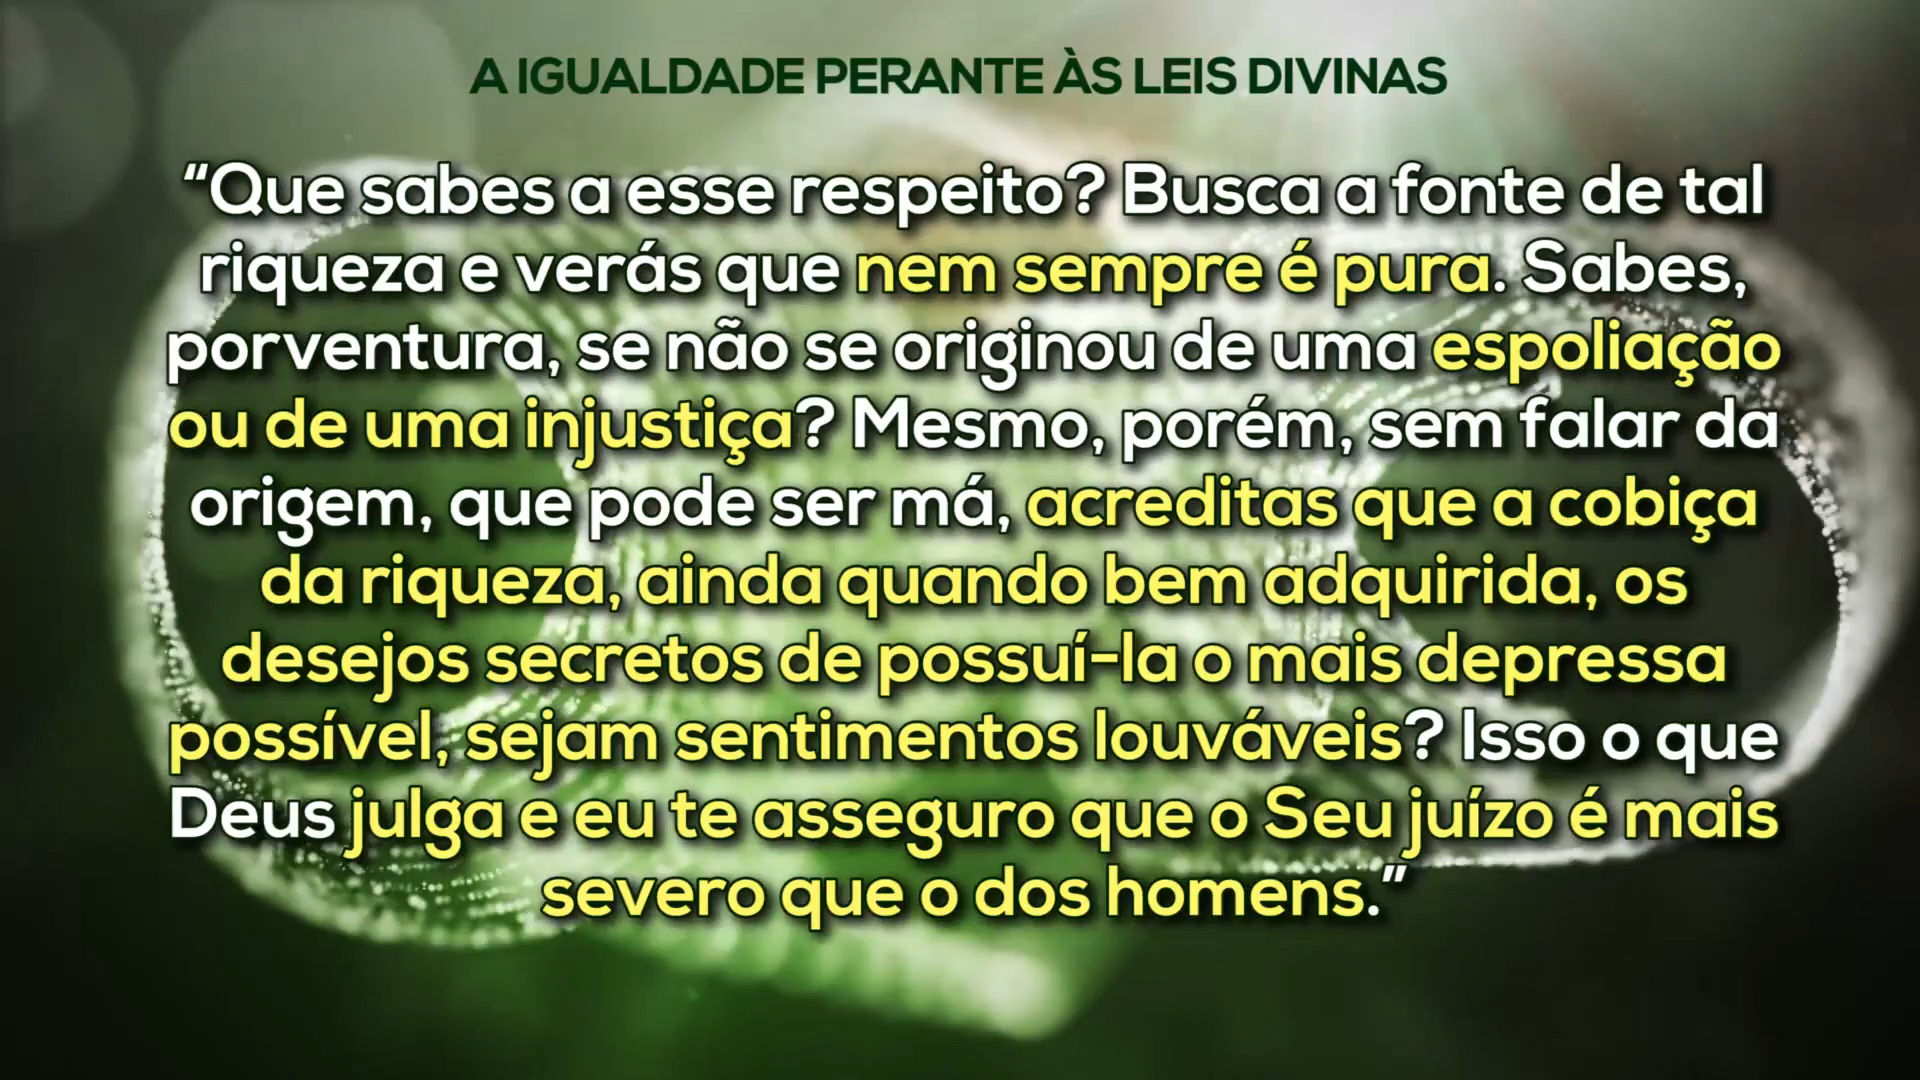 A IGUALDADE PERANTE ÀS LEIS DIVINAS
“Que sabes a esse respeito? Busca a fonte de tal
riqueza e verás que nem sempre é pura. Sabes,
porventura, se não se originou de uma espoliação
ou de uma injustiça? Mesmo, porém, sem falar da
origem, que pode ser má, acreditas que a cobiça
da riqueza, ainda quando bem adquirida, os
desejos secretos de possuí-la o mais depressa
possível, sejam sentimentos louváveis? Isso o que
Deus julga e eu te asseguro que o Seu juízo é mais
severo que o dos homens.”